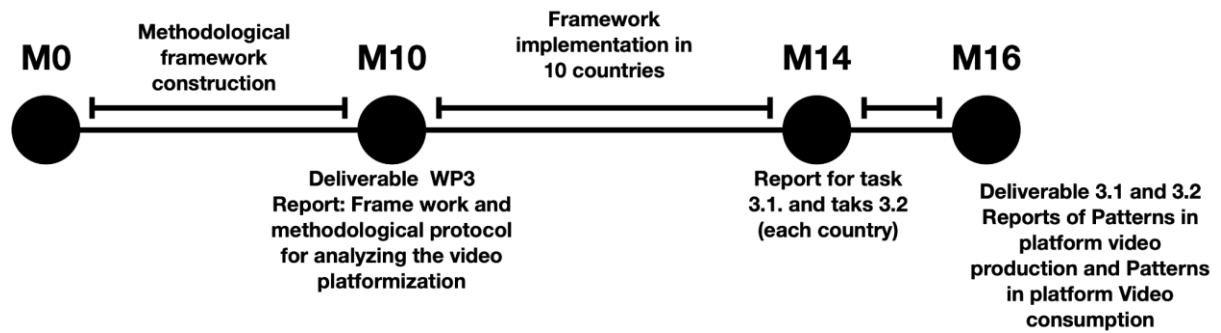 M0
Methodological
framework
construction
M10
Framework
implementation in
10 countries
M14
M16
Deliverable WP3
Report: Frame work and
methodological protocol
for analyzing the video
platformization
Report for task
3.1. and taks 3.2
(each country)
Deliverable 3.1 and 3.2
Reports of Patterns in
platform video
production and Patterns
in platform Video
consumption